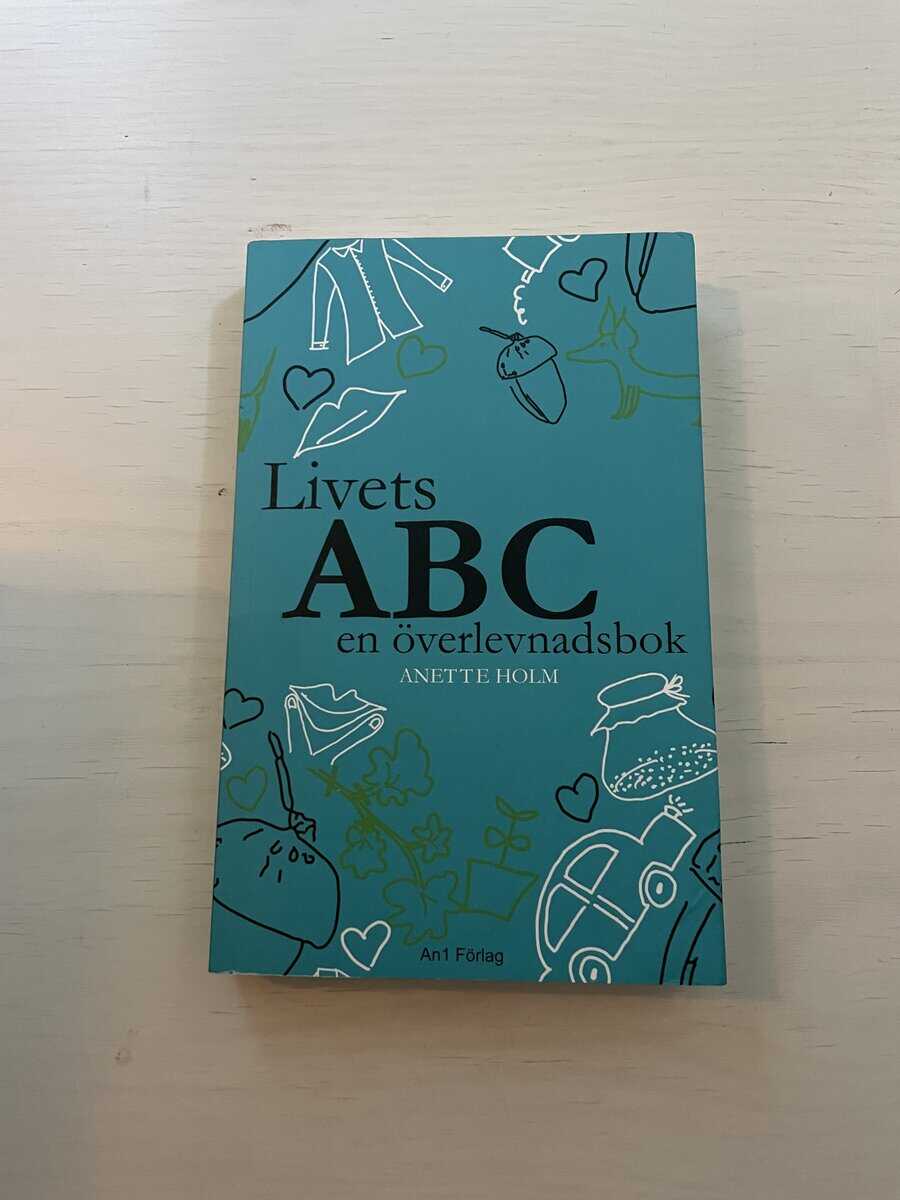 Livets
ABC
en överlevnadsbok
ANETTE HOLM
An1 Förlag